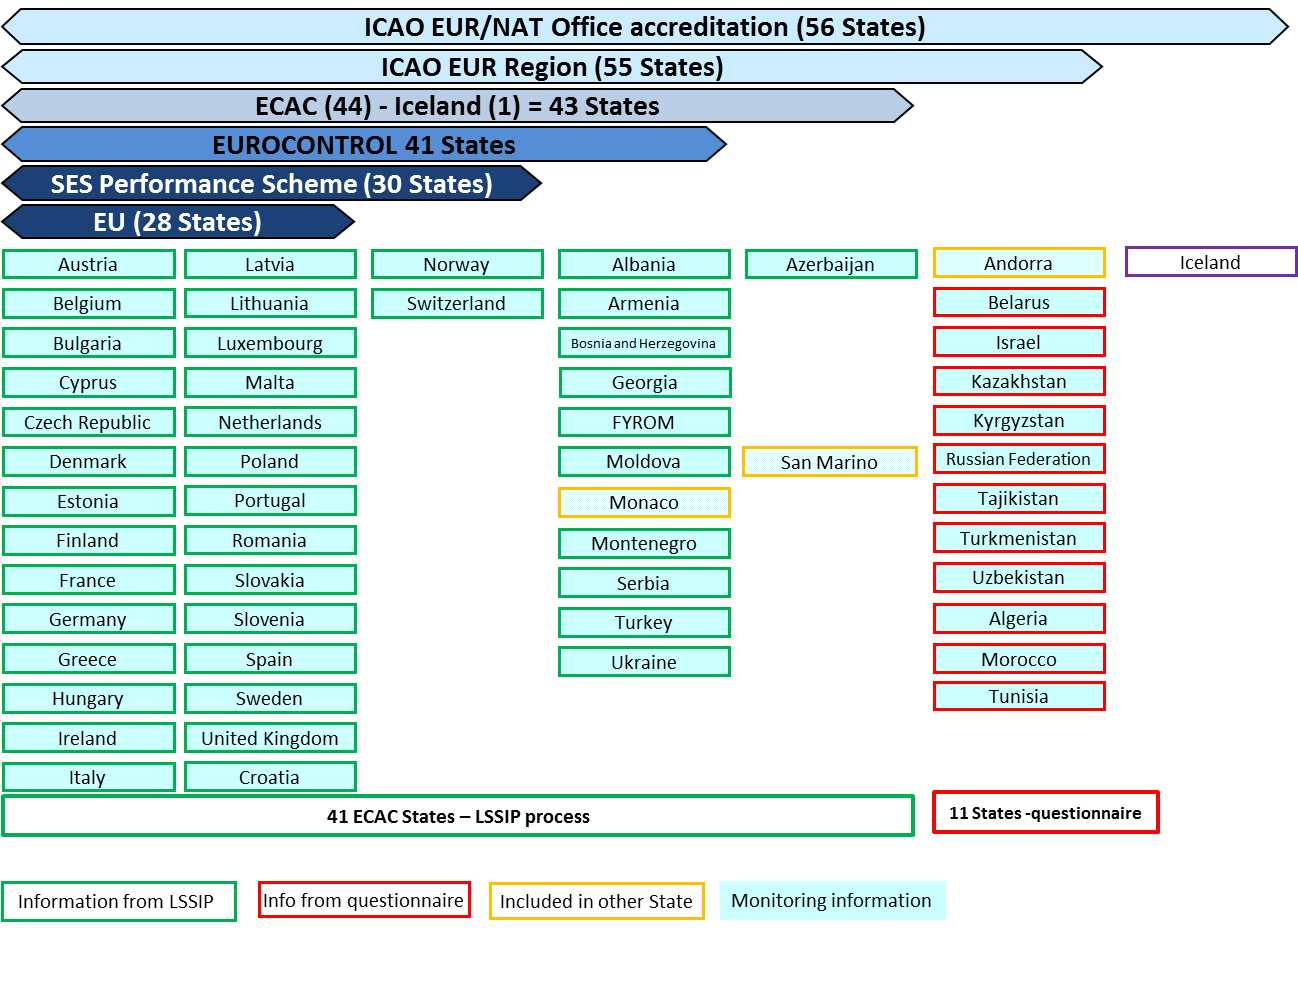 ICAO EUR/NAT Office accreditation (56 States)
ICAO EUR Region (55 States)
ECAC (44) - Iceland (1) = 43 States
EUROCONTROL 41 States
SES Performance Scheme (30 States)
EU (28 States)
Austria
Belgium
Bulgaria
Cyprus
Czech Republic
Denmark
Estonia
Finland
France
Germany
Greece
Hungary
Ireland
Italy
Latvia
Lithuania
Luxembourg
Malta
Netherlands
Poland
Portugal
Romania
Slovakia
Slovenia
Spain
Sweden
United Kingdom
Croatia
Norway
Switzerland
Albania
Armenia
Bosnia and Herzegovina
Georgia
FYROM
Moldova
Monaco
Montenegro
Serbia
Turkey
Ukraine
Azerbaijan
San Marino
Andorra
Belarus
Israel
Kazakhstan
Kyrgyzstan
Russian Federation
Tajikistan
Turkmenistan
Uzbekistan
Algeria
Morocco
Tunisia
Iceland
41 ECAC States – LSSIP process
11 States -questionnaire
Information from LSSIP
Info from questionnaire
Included in other State
Monitoring information